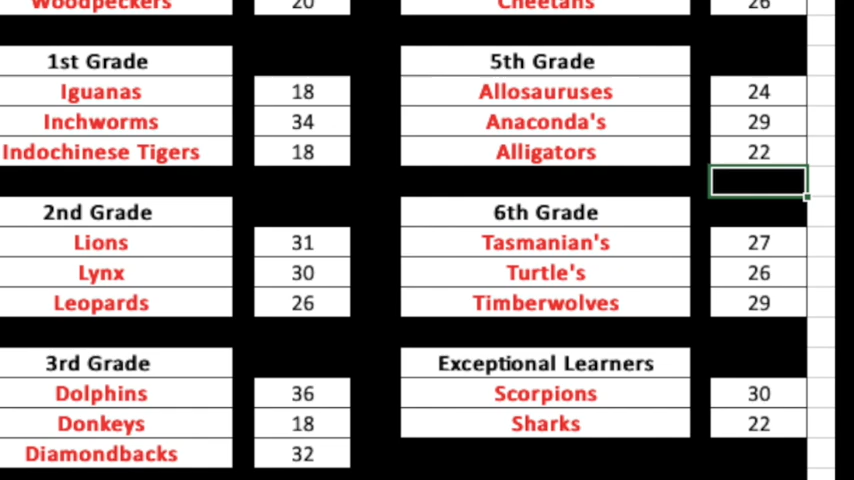 Woodpeckers 20 Cheetahs 26
1st Grade 5th Grade
Iguanas 18 Allosauruses 24
Inchworms 34 Anaconda's 29
Indochinese Tigers 18 Alligators 22
2nd Grade 6th Grade
Lions 31 Tasmanian's 27
Lynx 30 Turtle's 26
Leopards 26 Timberwolves 29
3rd Grade Exceptional Learners
Dolphins 36 Scorpions 30
Donkeys 18 Sharks 22
Diamondbacks 32